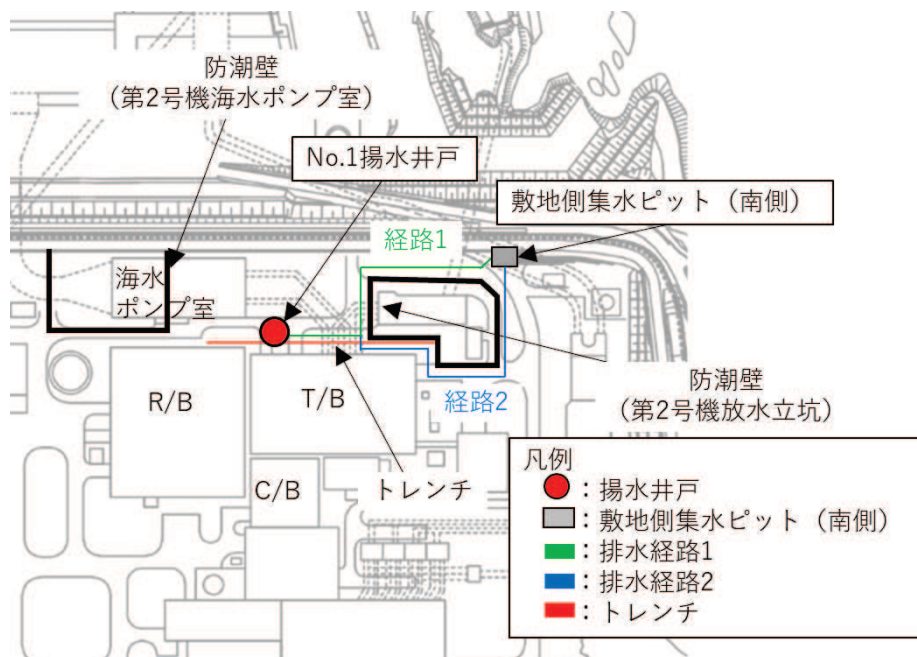 防潮壁
（第2号機海水ポンプ室）
No.1揚水井戸
敷地側集水ピット（南側）
経路1
海水
ポンプ室
R/B
T/B
経路2
防潮壁
（第2号機放水立坑）
C/B
トレンチ
凡例
：揚水井戸
：敷地側集水ピット（南側）
：排水経路1
：排水経路2
：トレンチ